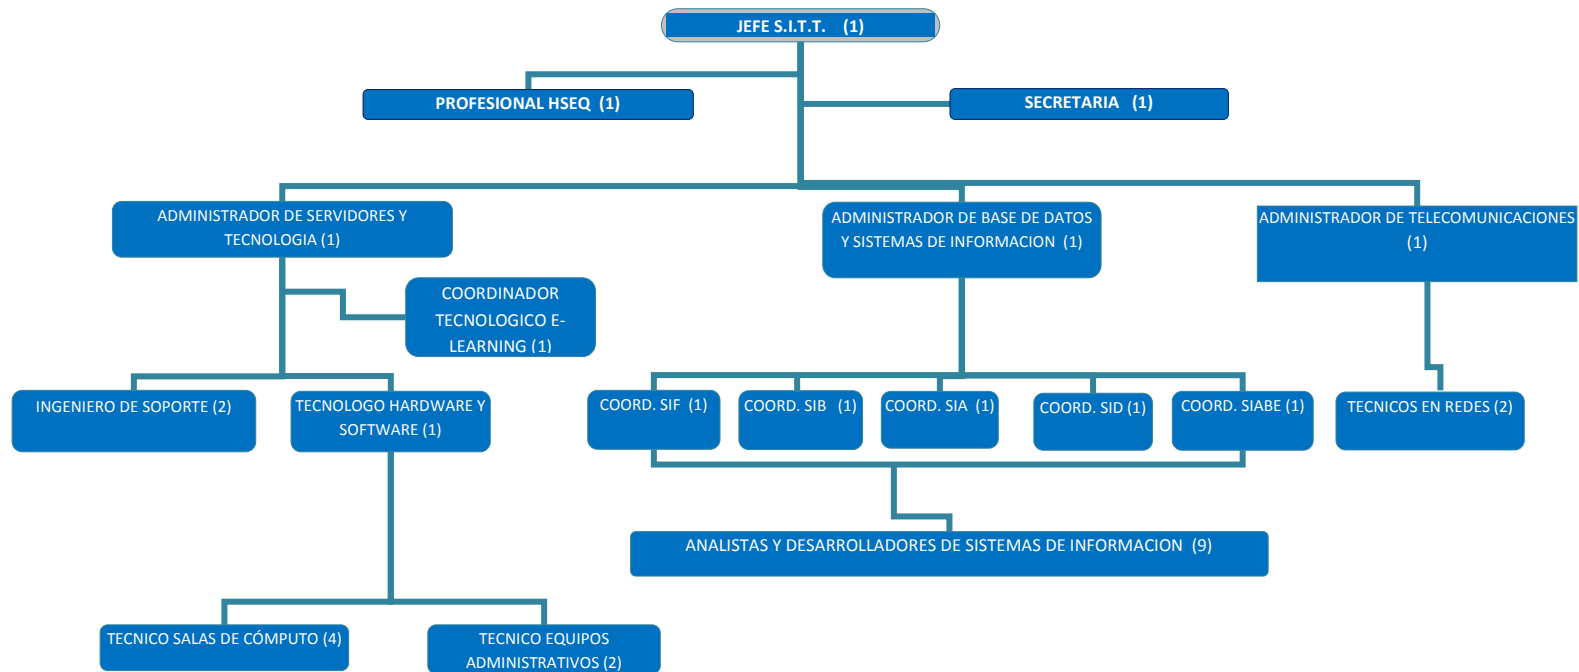 JEFE S.I.T.T. (1)
PROFESIONAL HSEQ (1)
SECRETARIA (1)
ADMINISTRADOR DE SERVIDORES Y
TECNOLOGIA (1)
ADMINISTRADOR DE BASE DE DATOS
Y SISTEMAS DE INFORMACION (1)
ADMINISTRADOR DE TELECOMUNICACIONES
(1)
COORDINADOR
TECNOLOGICO E-
LEARNING (1)
INGENIERO DE SOPORTE (2)
TECNOLOGO HARDWARE Y
SOFTWARE (1)
COORD. SIF (1)
COORD. SIB (1)
COORD. SIA (1)
COORD. SID (1)
COORD. SIABE (1)
TECNICOS EN REDES (2)
ANALISTAS Y DESARROLLADORES DE SISTEMAS DE INFORMACION (9)
TECNICO SALAS DE CÓMPUTO (4)
TECNICO EQUIPOS
ADMINISTRATIVOS (2)